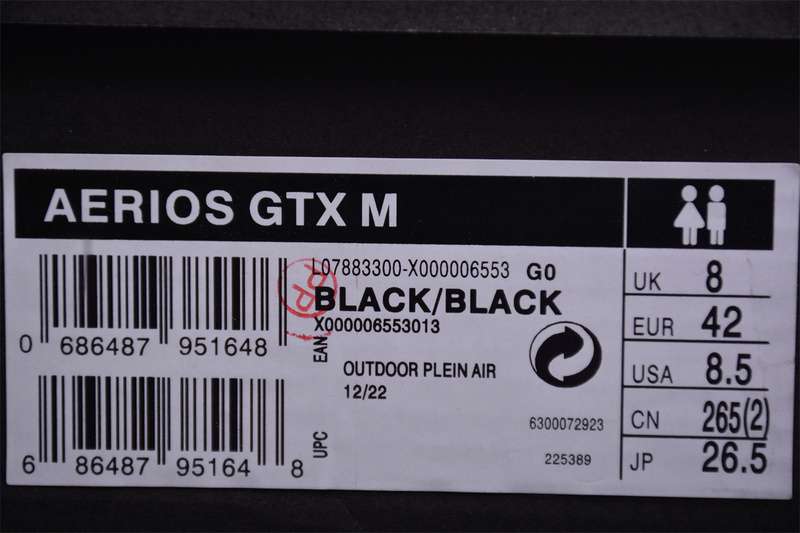 AERIOS GTX M
L07883300-X000006553 G0
BLACK/BLACK
X000006553013
0 686487 951648
EAN
OUTDOOR PLEIN AIR
12/22
6 86487 95164 8
UPC
6300072923
225389
UK 8
EUR 42
USA 8.5
CN 265(2)
JP 26.5